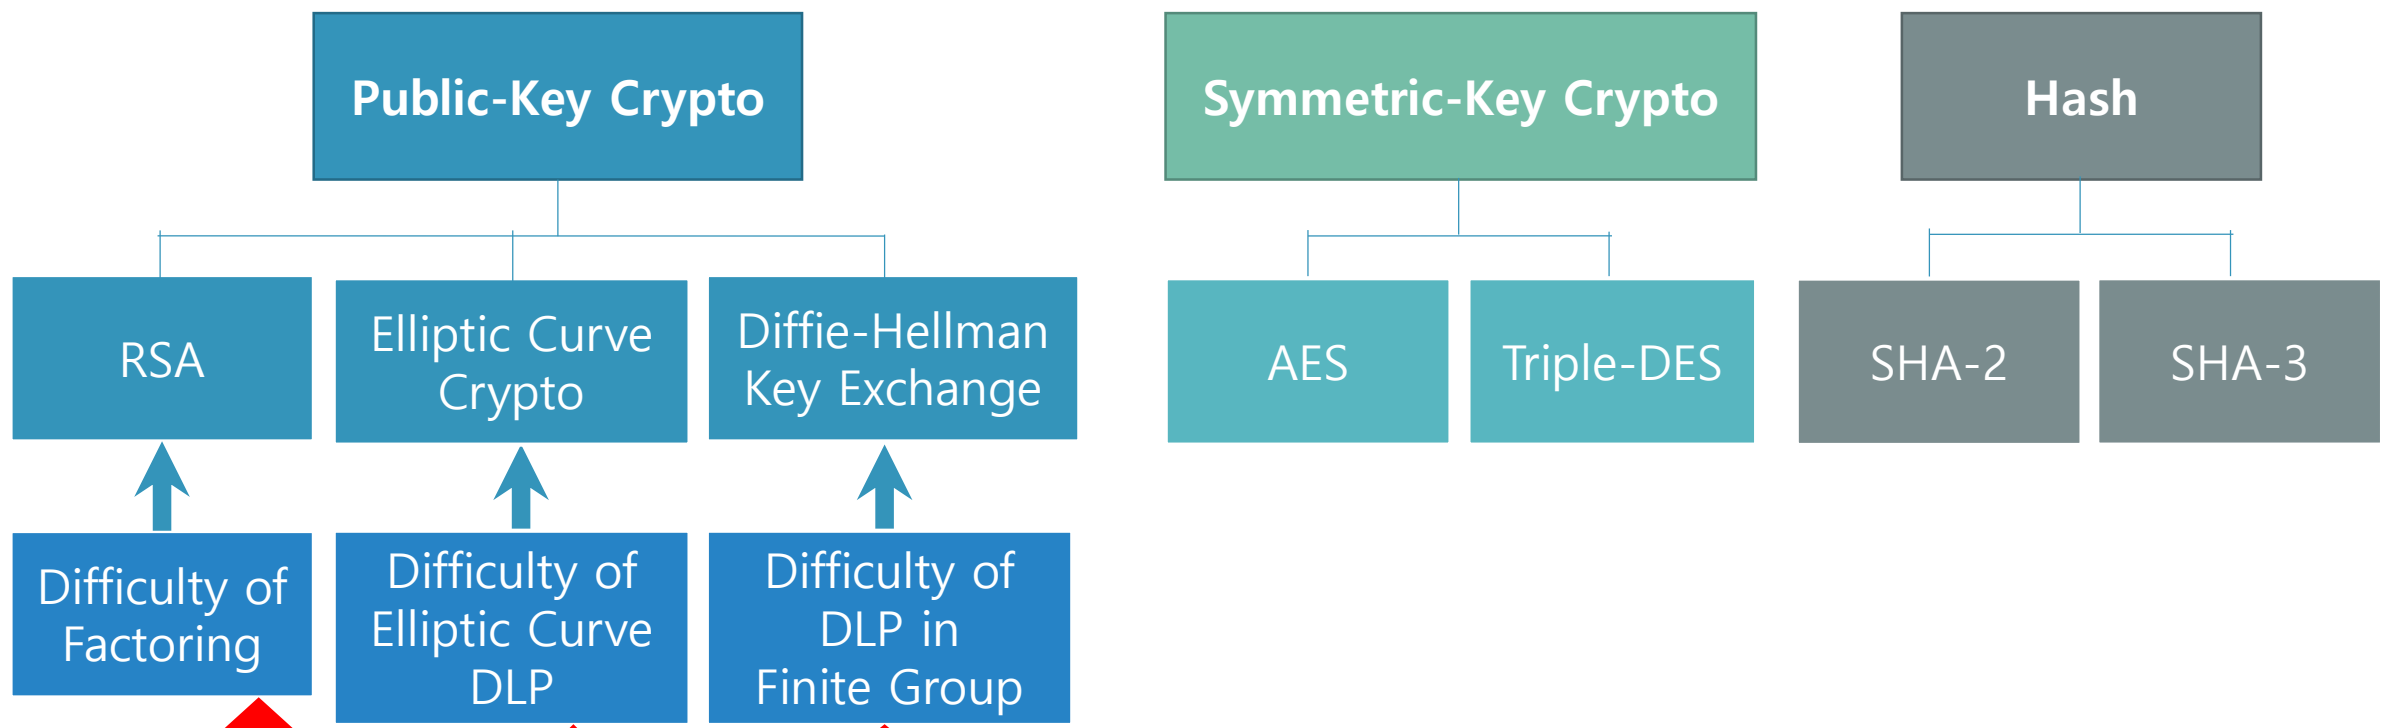 Public-Key Crypto
Symmetric-Key Crypto
Hash
RSA
Elliptic Curve
Crypto
Diffie-Hellman
Key Exchange
AES
Triple-DES
SHA-2
SHA-3
Difficulty of
Factoring
Difficulty of
Elliptic Curve
DLP
Difficulty of
DLP in
Finite Group